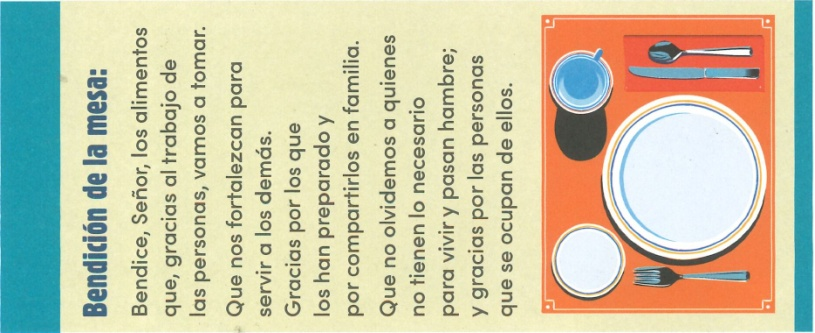 Bendición de la mesa:
Bendice, Señor, los alimentos
que, gracias al trabajo de
las personas, vamos a tomar.
Que nos fortalezcan para
servir a los demás.
Gracias por los que
los han preparado y
por compartirlos en familia.
Que no olvidemos a quienes
no tienen lo necesario
para vivir y pasan hambre;
y gracias por las personas
que se ocupan de ellos.